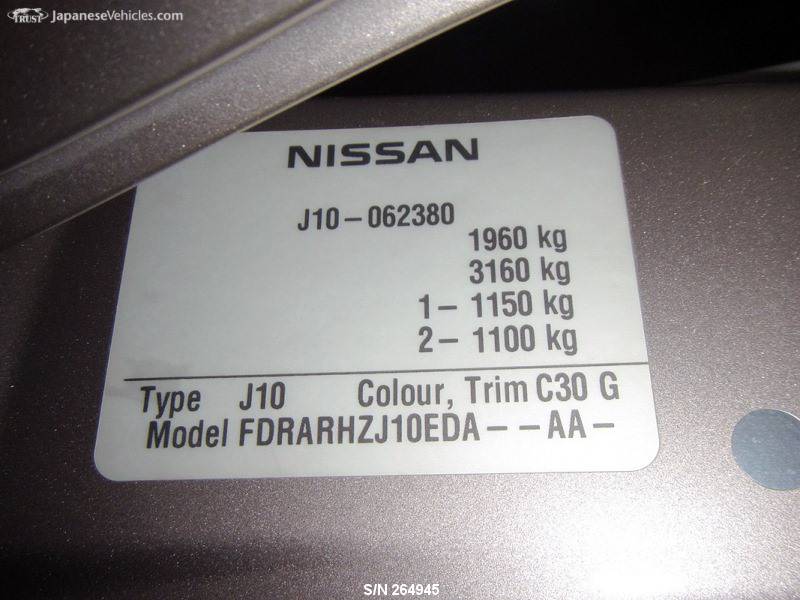 TRUST JapaneseVehicles.com
NISSAN
J10-062380
1960 kg
3160 kg
1- 1150 kg
2- 1100 kg
Type J10 Colour, Trim C30 G
Model FDRARHZJ10EDA--AA-
S/N 264945